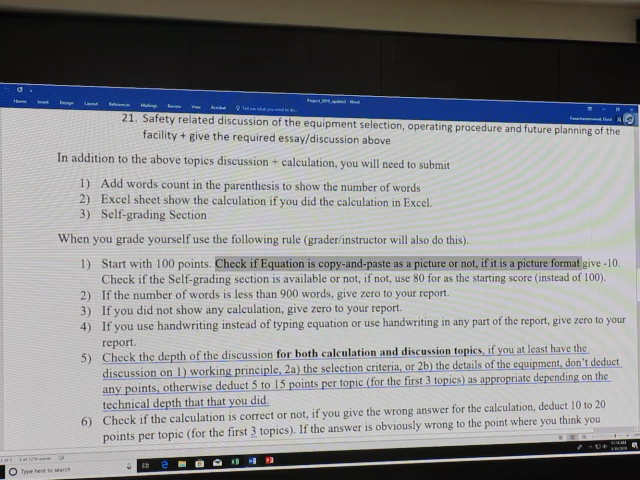 Project_2019_update2 - Word
Home Insert Design Layout References Mailings Review View Acrobat Tell me what you want to do...
21. Safety related discussion of the equipment selection, operating procedure and future planning of the
facility + give the required essay/discussion above
In addition to the above topics discussion + calculation, you will need to submit
1) Add words count in the parenthesis to show the number of words
2) Excel sheet show the calculation if you did the calculation in Excel.
3) Self-grading Section
When you grade yourself use the following rule (grader/instructor will also do this).
1) Start with 100 points. Check if Equation is copy-and-paste as a picture or not, if it is a picture format give -10.
Check if the Self-grading section is available or not, if not, use 80 for as the starting score (instead of 100).
2) If the number of words is less than 900 words, give zero to your report.
3) If you did not show any calculation, give zero to your report.
4) If you use handwriting instead of typing equation or use handwriting in any part of the report, give zero to your
report.
5) Check the depth of the discussion for both calculation and discussion topics, if you at least have the
discussion on 1) working principle, 2a) the selection criteria, or 2b) the details of the equipment, don't deduct
any points, otherwise deduct 5 to 15 points per topic (for the first 3 topics) as appropriate depending on the
technical depth that that you did.
6) Check if the calculation is correct or not, if you give the wrong answer for the calculation, deduct 10 to 20
points per topic (for the first 3 topics). If the answer is obviously wrong to the point where you think you
Type here to search